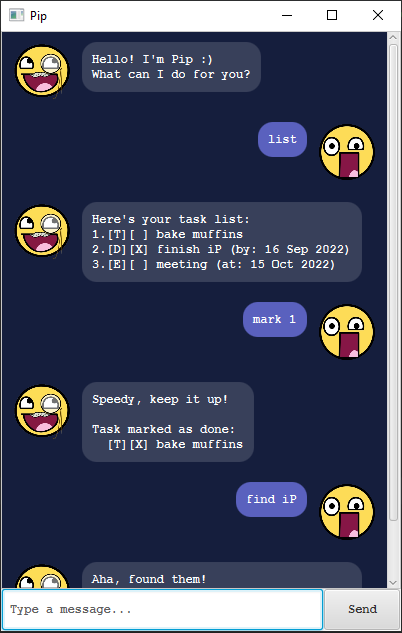 Pip
Hello! I'm Pip :)
What can I do for you?
list
Here's your task list:
1.[T][ ] bake muffins
2.[D][X] finish iP (by: 16 Sep 2022)
3.[E][ ] meeting (at: 15 Oct 2022)
mark 1
Speedy, keep it up!
Task marked as done:
[T][X] bake muffins
find iP
Aha, found them!
Type a message...
Send